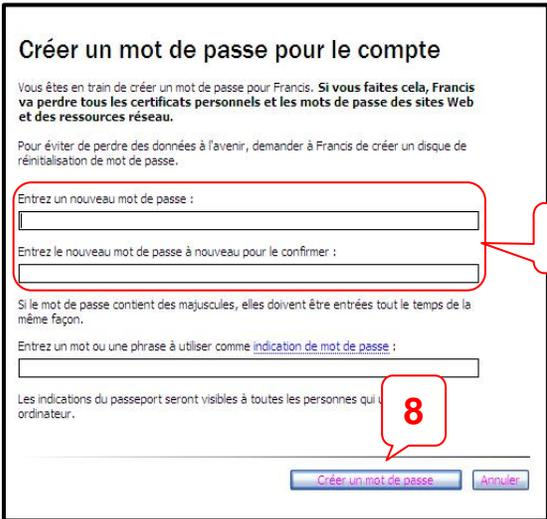 Créer un mot de passe pour le compte
Vous êtes en train de créer un mot de passe pour Francis. Si vous faites cela, Francis
va perdre tous les certificats personnels et les mots de passe des sites Web
et des ressources réseau.
Pour éviter de perdre des données à l'avenir, demander à Francis de créer un disque de
réinitialisation de mot de passe.
Entrez un nouveau mot de passe :
Entrez le nouveau mot de passe à nouveau pour le confirmer :
Si le mot de passe contient des majuscules, elles doivent être entrées tout le temps de la
même façon.
Entrez un mot ou une phrase à utiliser comme indication de mot de passe :
Les indications du passeport seront visibles à toutes les personnes qui
ordinateur.
8
Créer un mot de passe
Annuler